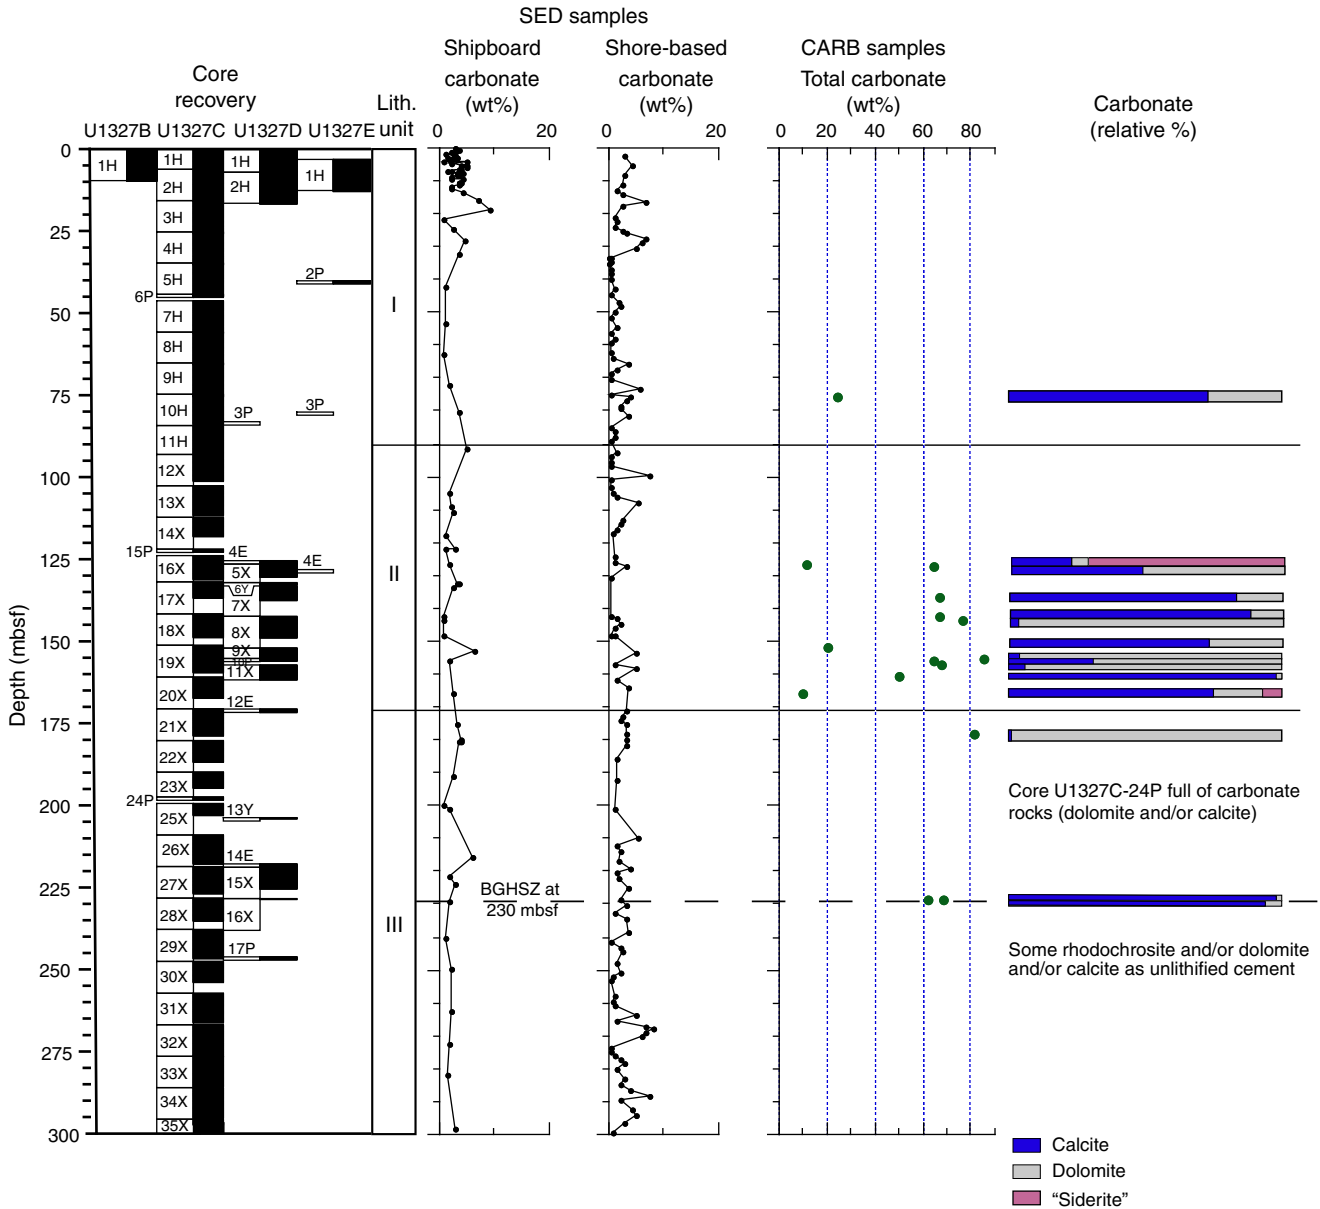 SED samples
Shipboard
carbonate
(wt%)
Shore-based
carbonate
(wt%)
CARB samples
Total carbonate
(wt%)
Carbonate
(relative %)
Core
recovery
Lith.
unit
U1327B U1327C U1327D U1327E
0 20
0 20
0 20 40 60 80
Depth (mbsf)
0
25
50
75
100
125
150
175
200
225
250
275
300
1H
1H
2H
3H
4H
5H
6P
7H
8H
9H
10H
11H
12X
13X
14X
15P
16X
17X
18X
19X
20X
21X
22X
23X
24P
25X
26X
27X
28X
29X
30X
31X
32X
33X
34X
35X
1H
2H
3P
4E
5X
6Y
7X
8X
9X
10P
11X
12E
13Y
14E
15X
16X
17P
1H
2P
3P
4E
I
II
III
BGHSZ at
230 mbsf
Core U1327C-24P full of carbonate
rocks (dolomite and/or calcite)
Some rhodochrosite and/or dolomite
and/or calcite as unlithified cement
Calcite
Dolomite
“Siderite”